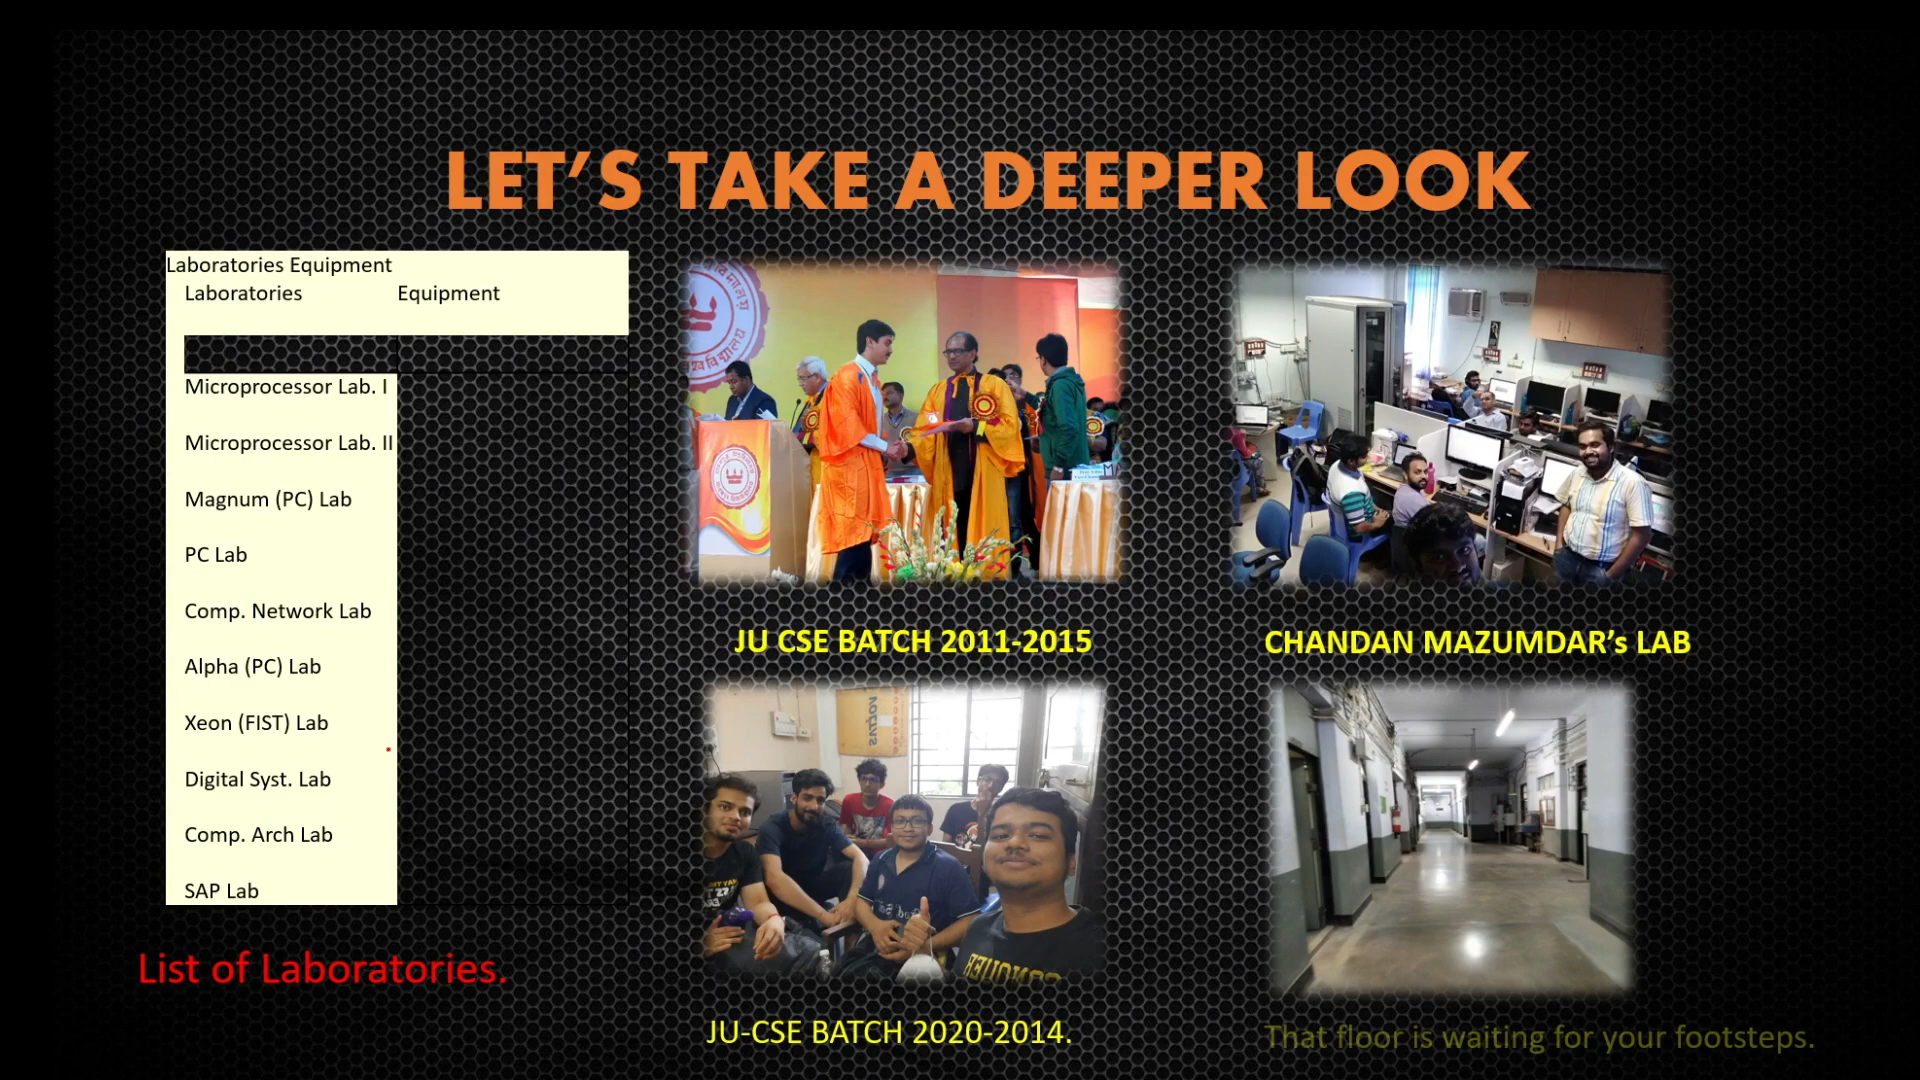 LET’S TAKE A DEEPER LOOK
Laboratories Equipment
Laboratories Equipment
Microprocessor Lab. I
Microprocessor Lab. II
Magnum (PC) Lab
PC Lab
Comp. Network Lab
Alpha (PC) Lab
Xeon (FIST) Lab
Digital Syst. Lab
Comp. Arch Lab
SAP Lab
List of Laboratories.
JU CSE BATCH 2011-2015
CHANDAN MAZUMDAR’s LAB
VOLTAS
CONQUER
JU-CSE BATCH 2020-2014.
That floor is waiting for your footsteps.